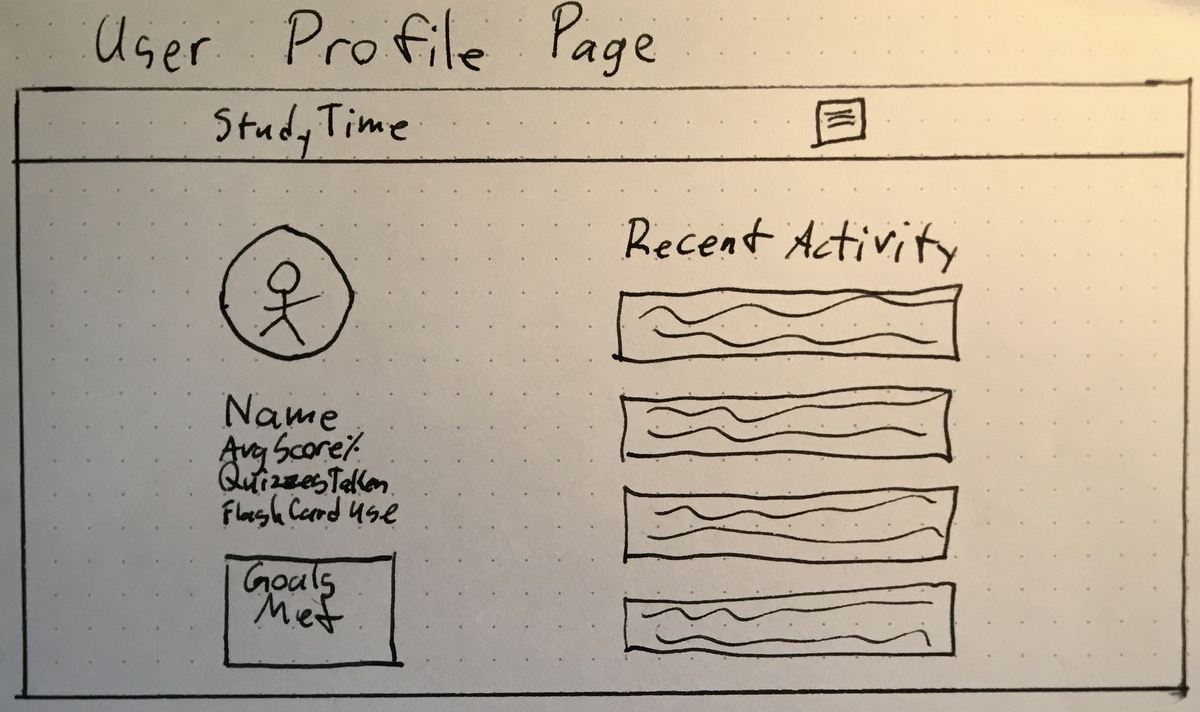 User Profile Page
StudyTime
Recent Activity
Name
Avg Score%
Quizzes Taken
Flash Card Use
Goals
Met